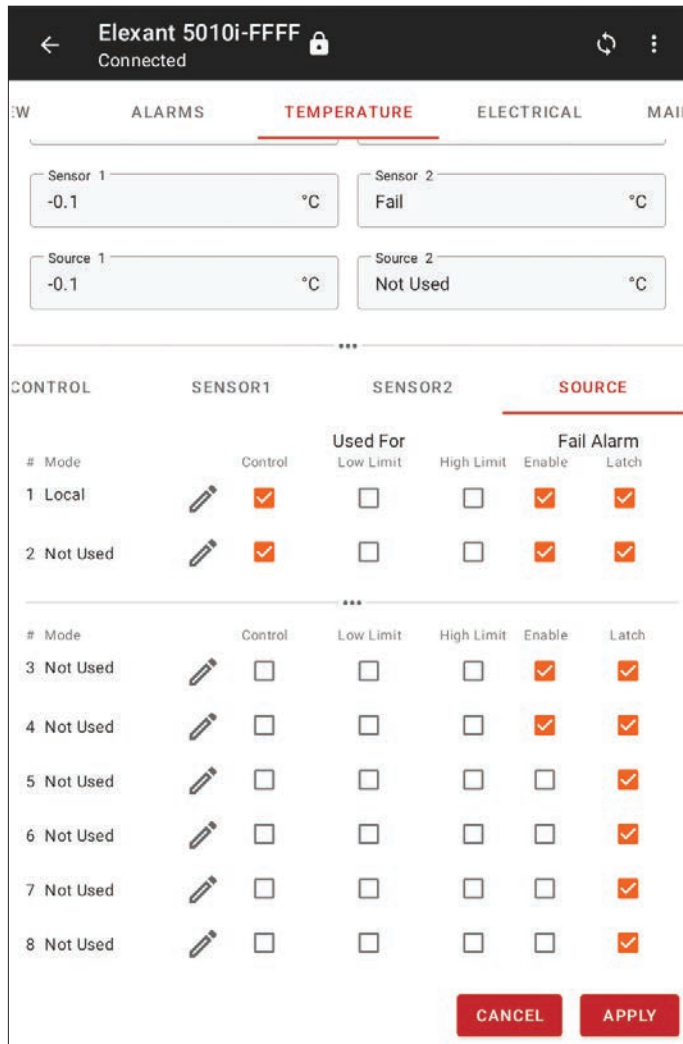 Elexant 5010i-FFFF
Connected
EW ALARMS TEMPERATURE ELECTRICAL MAI
Sensor 1 Sensor 2
-0.1 °C Fail °C
Source 1 Source 2
-0.1 °C Not Used °C
CONTROL SENSOR1 SENSOR2 SOURCE
Used For Fail Alarm
# Mode Control Low Limit High Limit Enable Latch
1 Local
2 Not Used
# Mode Control Low Limit High Limit Enable Latch
3 Not Used
4 Not Used
5 Not Used
6 Not Used
7 Not Used
8 Not Used
CANCEL APPLY